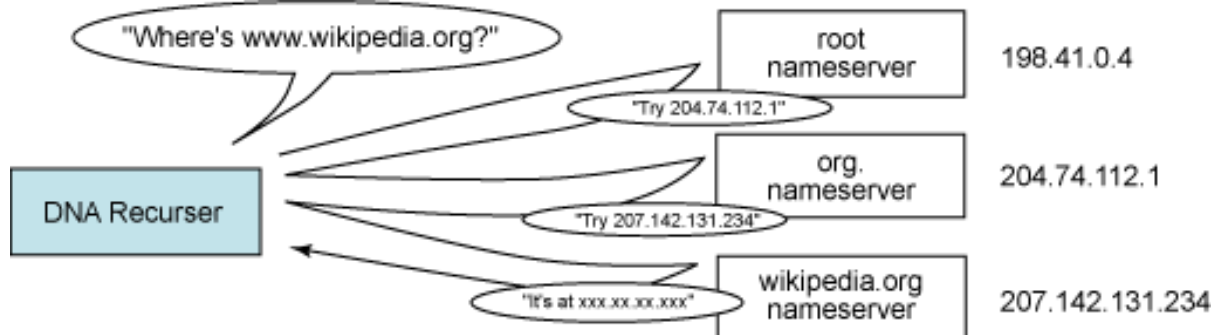 "Where's www.wikipedia.org?"
root
nameserver
198.41.0.4
"Try 204.74.112.1"
org.
nameserver
204.74.112.1
DNA Recurser
"Try 207.142.131.234"
wikipedia.org
nameserver
207.142.131.234
"It's at xxx.xx.xx.xxx"